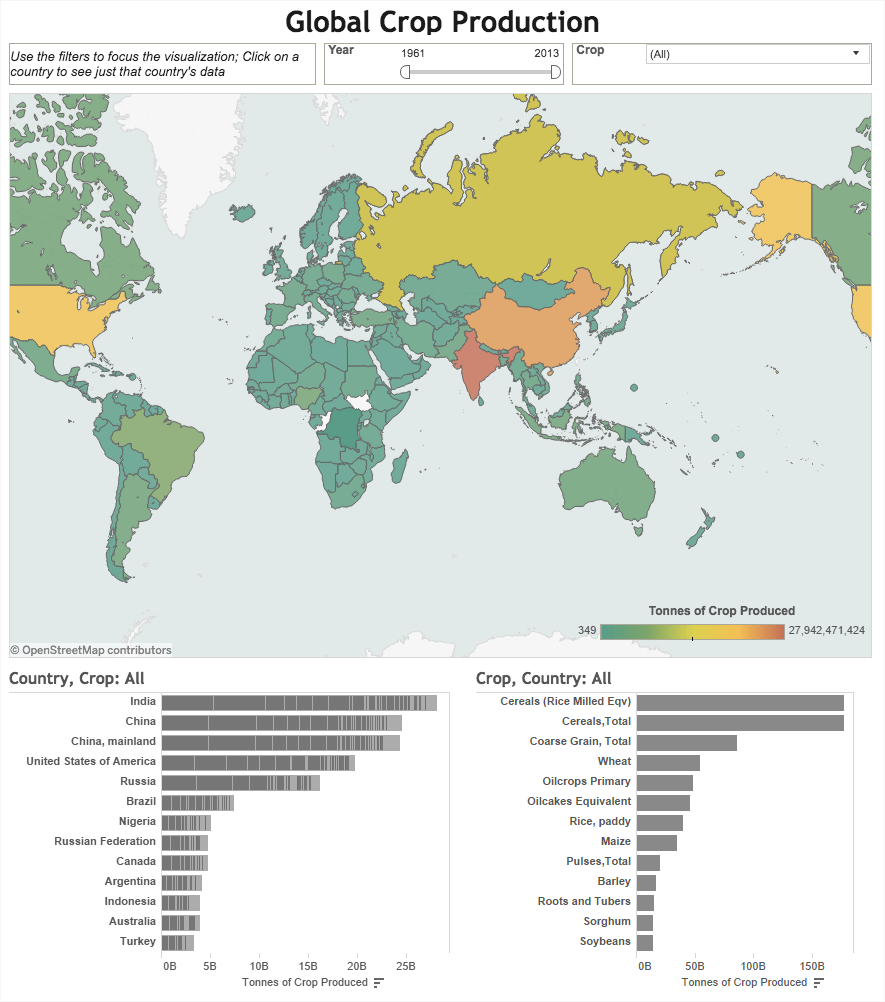 Global Crop Production
Use the filters to focus the visualization; Click on a
country to see just that country's data
Year
1961
2013
Crop
(All)
Tonnes of Crop Produced
349
27,942,471,424
© OpenStreetMap contributors
Country, Crop: All
India
China
China, mainland
United States of America
Russia
Brazil
Nigeria
Russian Federation
Canada
Argentina
Indonesia
Australia
Turkey
0B 5B 10B 15B 20B 25B
Tonnes of Crop Produced
Crop, Country: All
Cereals (Rice Milled Eqv)
Cereals,Total
Coarse Grain, Total
Wheat
Oilcrops Primary
Oilcakes Equivalent
Rice, paddy
Maize
Pulses,Total
Barley
Roots and Tubers
Sorghum
Soybeans
0B 50B 100B 150B
Tonnes of Crop Produced